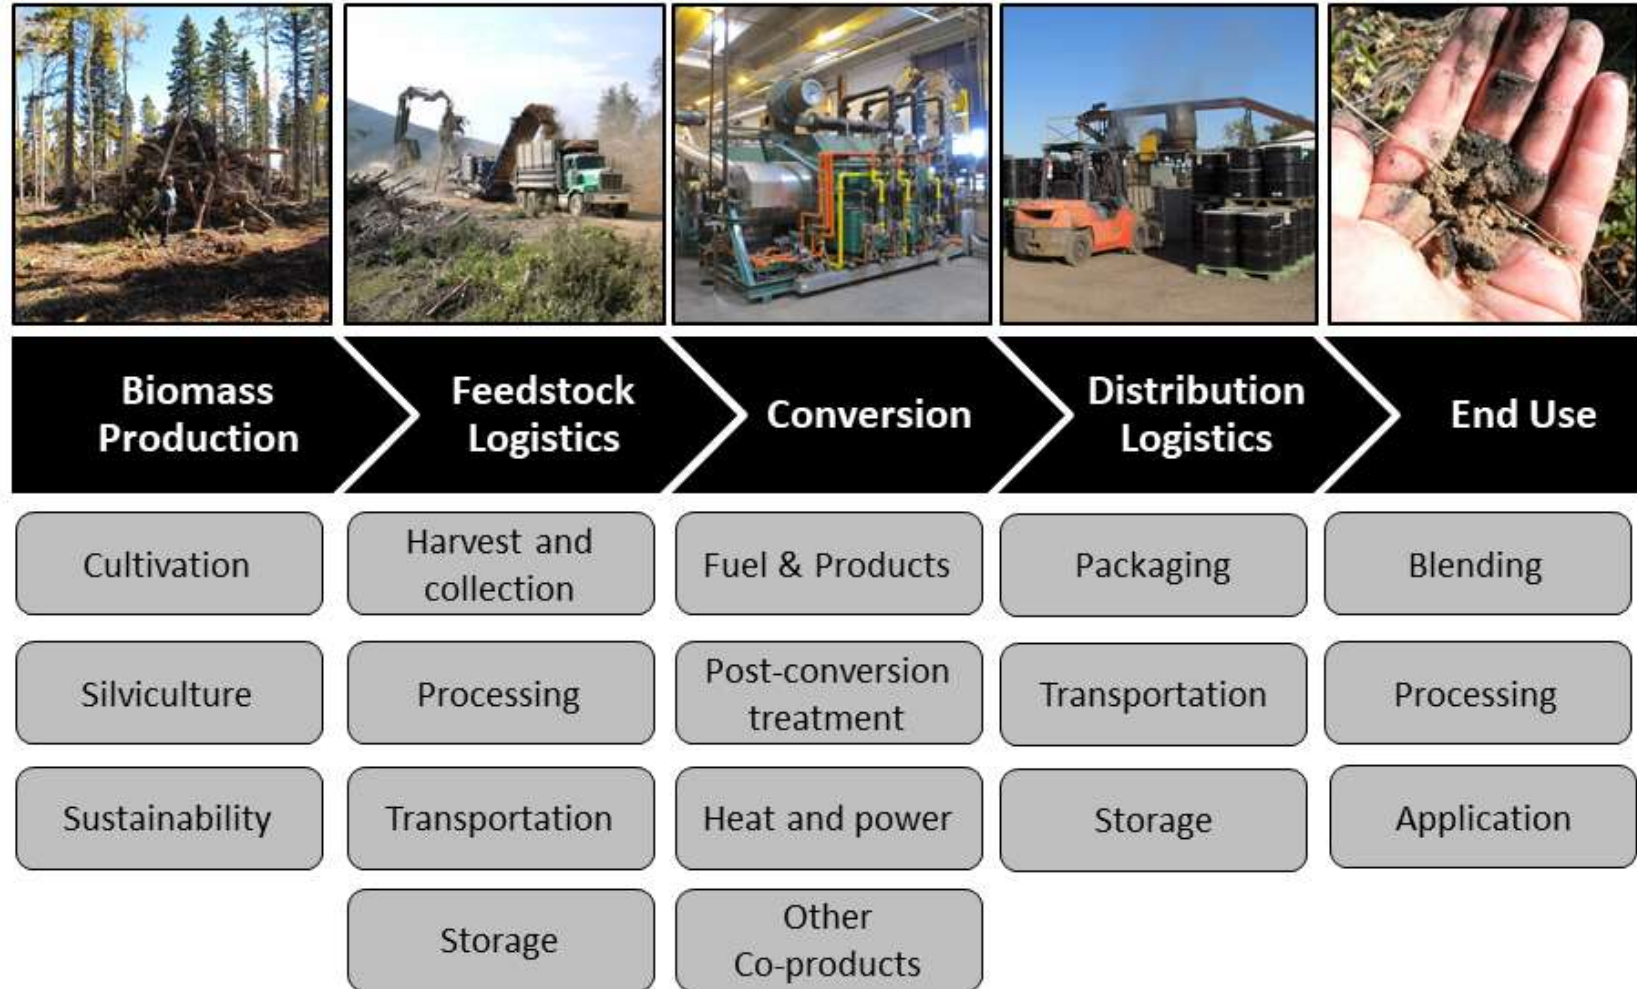 Biomass
Production
Feedstock
Logistics
Conversion
Distribution
Logistics
End Use
Cultivation
Harvest and
collection
Fuel & Products
Packaging
Blending
Silviculture
Processing
Post-conversion
treatment
Transportation
Processing
Sustainability
Transportation
Heat and power
Storage
Application
Storage
Other
Co-products